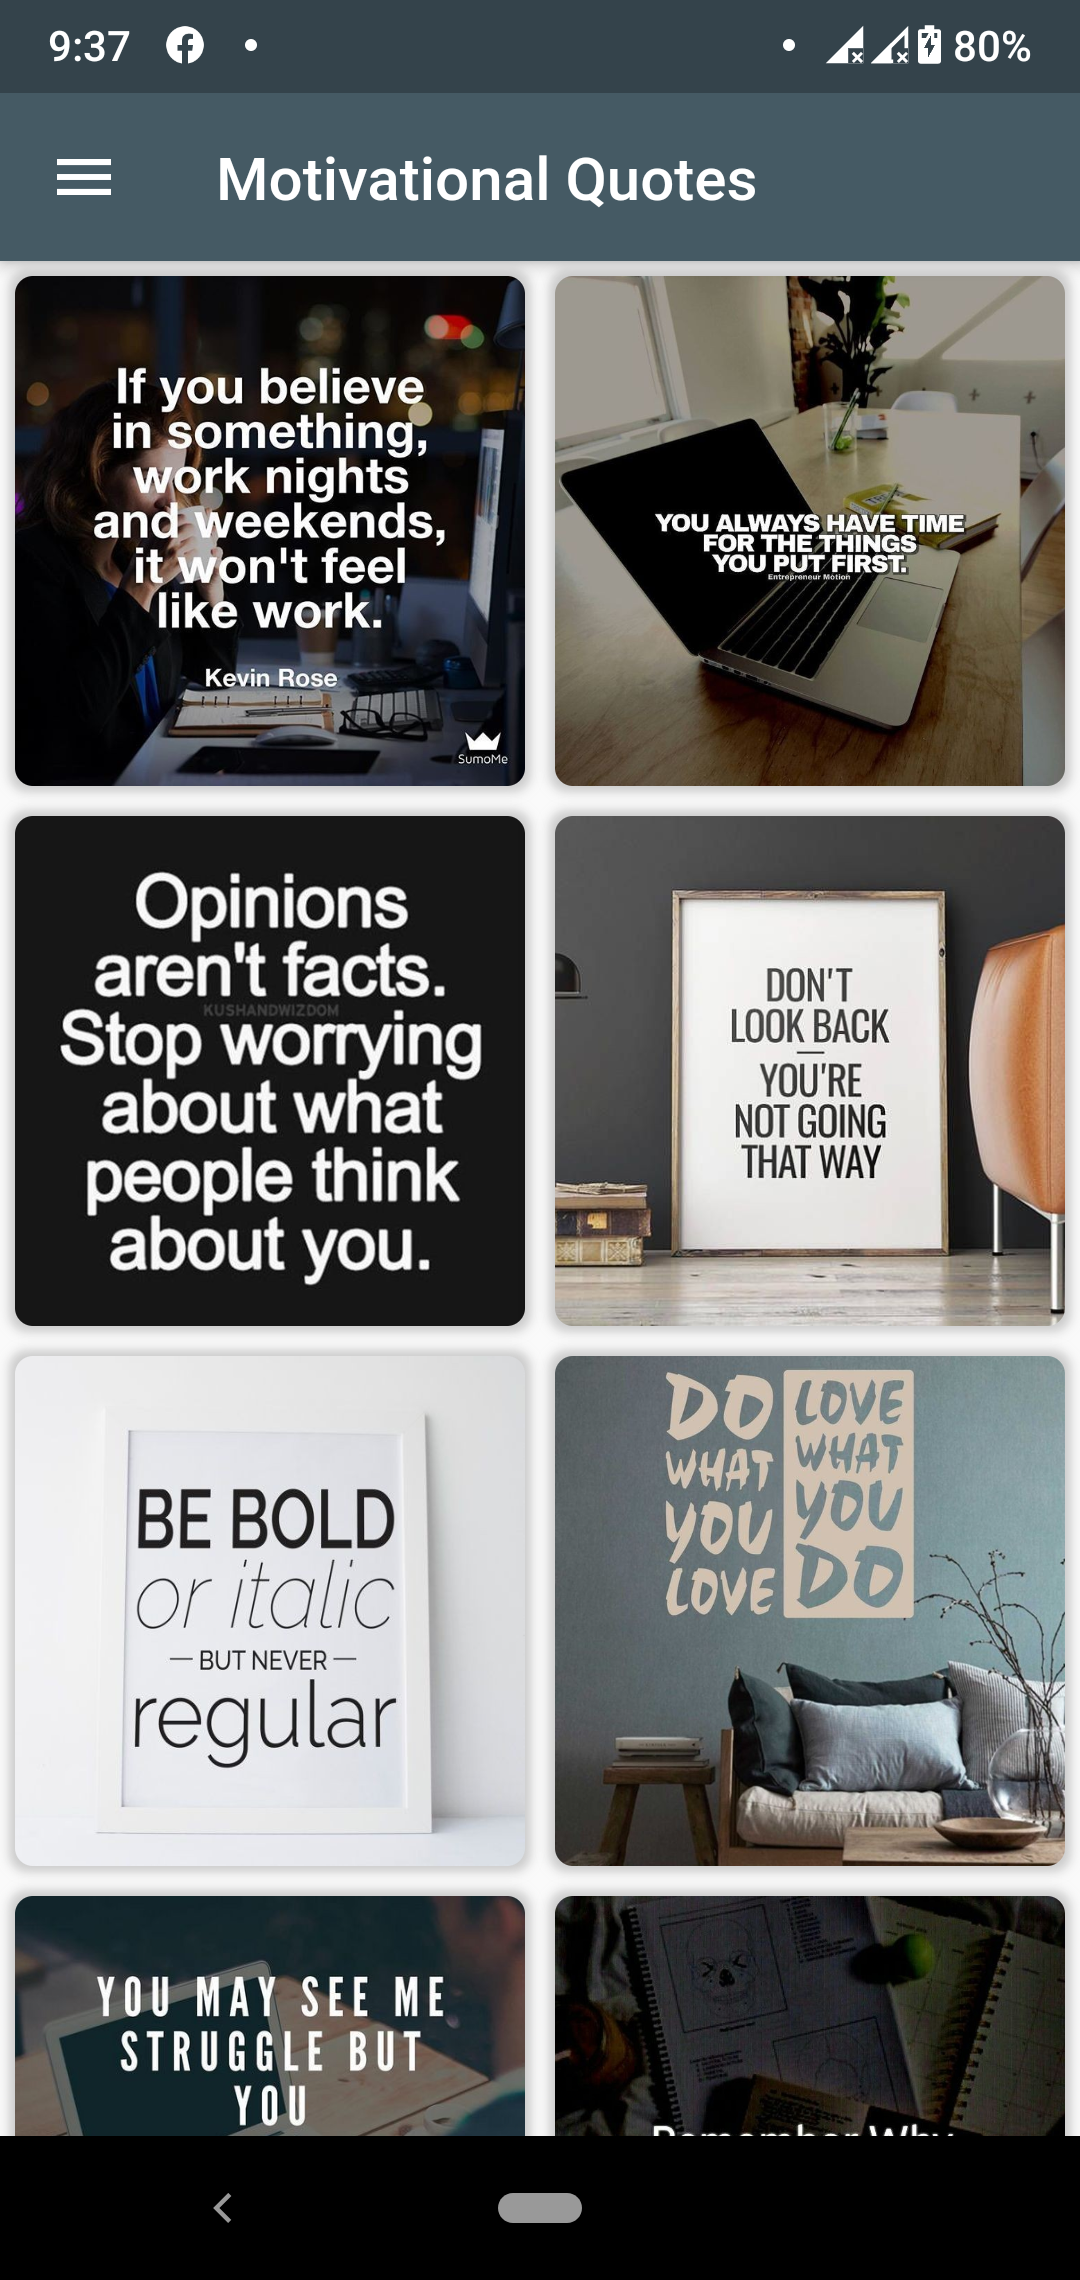 9:37
80%
Motivational Quotes
If you believe
in something,
work nights
and weekends,
it won't feel
like work.
Kevin Rose
SumoMe
YOU ALWAYS HAVE TIME
FOR THE THINGS
YOU PUT FIRST.
Entrepreneur Motion
Opinions
aren't facts.
KUSHANDWIZDOM
Stop worrying
about what
people think
about you.
DON'T
LOOK BACK
—
YOU'RE
NOT GOING
THAT WAY
BE BOLD
or italic
— BUT NEVER —
regular
DO
WHAT
YOU
LOVE
LOVE
WHAT
YOU
DO
YOU MAY SEE ME
STRUGGLE BUT
YOU
Remember Why